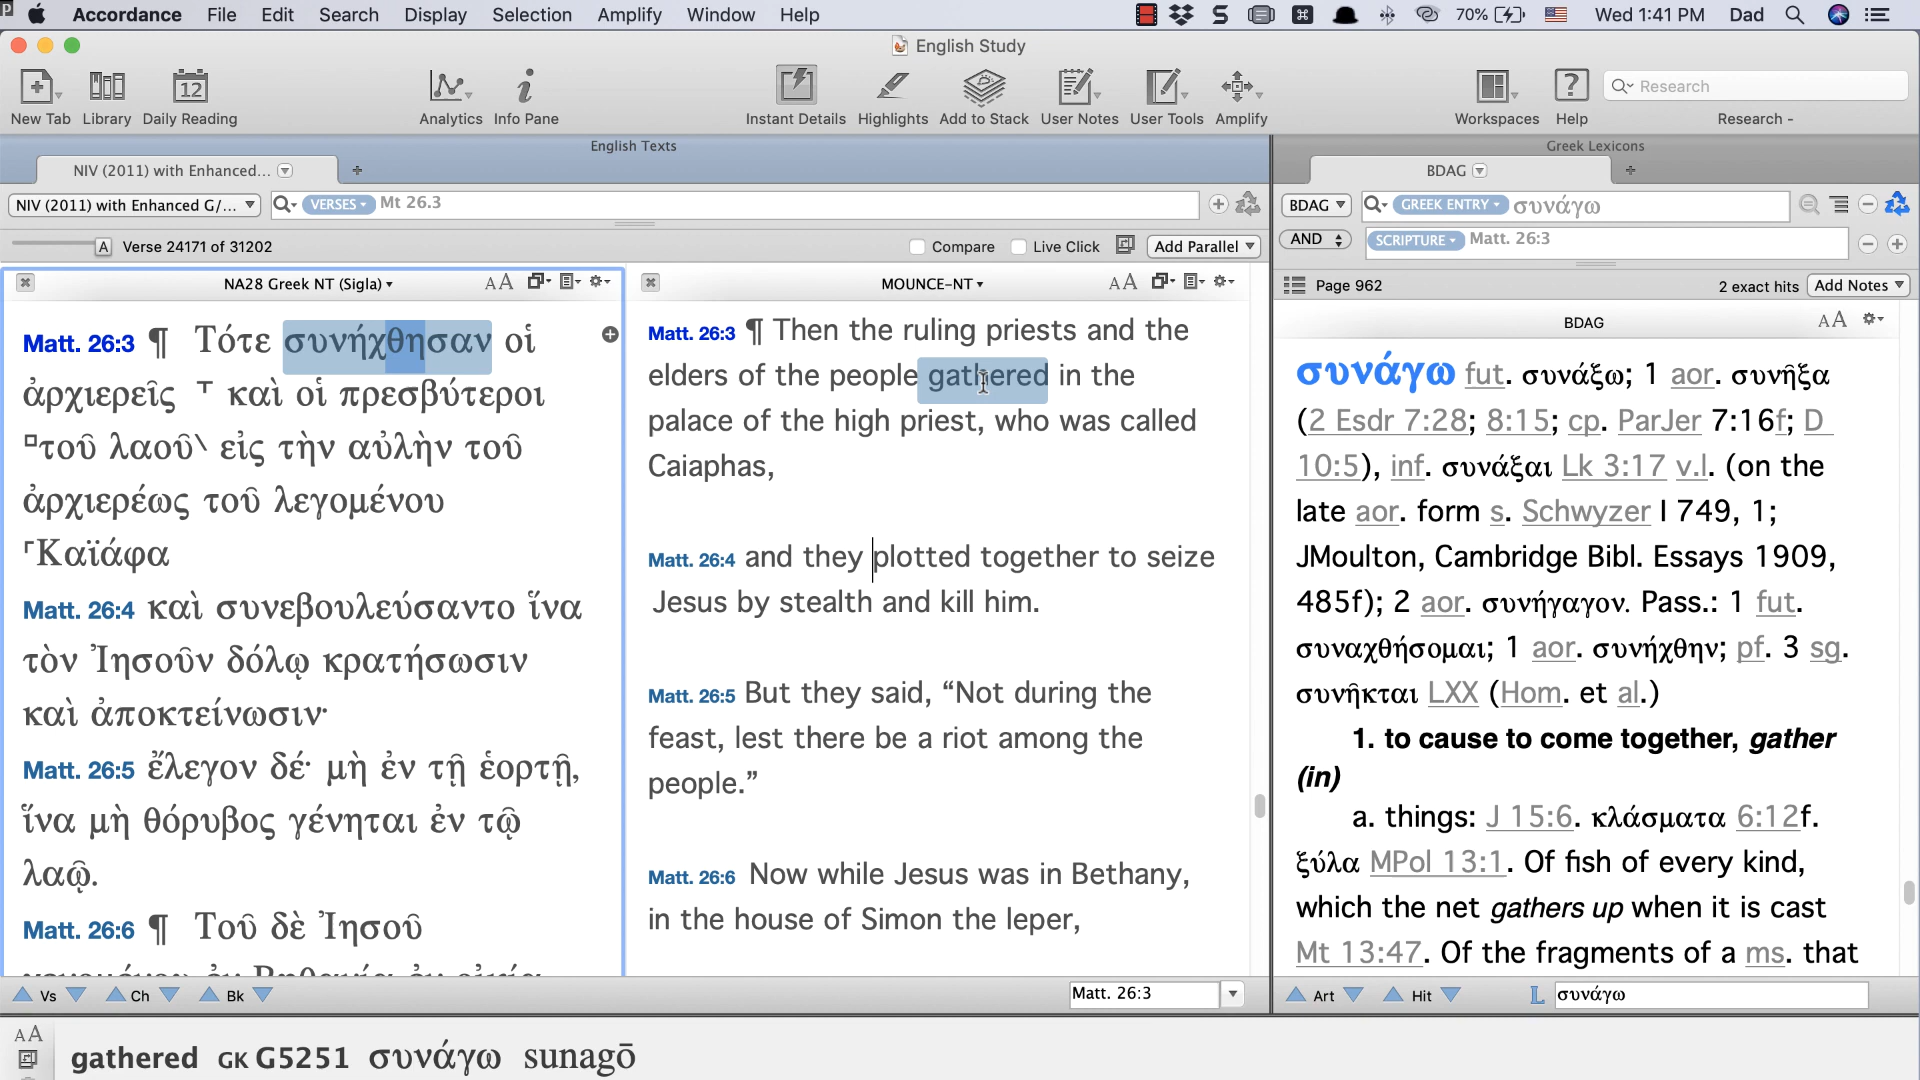 Accordance File Edit Search Display Selection Amplify Window Help 70% Wed 1:41 PM Dad
English Study
New Tab Library Daily Reading Analytics Info Pane Instant Details Highlights Add to Stack User Notes User Tools Amplify Workspaces Help Research
12
Research -
English Texts
Greek Lexicons
NIV (2011) with Enhanced...
BDAG
NIV (2011) with Enhanced G/... VERSES Mt 26.3
BDAG GREEK ENTRY συνάγω
AND SCRIPTURE Matt. 26:3
A Verse 24171 of 31202 Compare Live Click Add Parallel
Page 962 2 exact hits Add Notes
NA28 Greek NT (Sigla) AA
Matt. 26:3 ¶ Τότε συνήχθησαν οἱ
ἀρχιερεῖς ⸆ καὶ οἱ πρεσβύτεροι
⸋τοῦ λαοῦ⸌ εἰς τὴν αὐλὴν τοῦ
ἀρχιερέως τοῦ λεγομένου
⸀Καϊάφα
Matt. 26:4 καὶ συνεβουλεύσαντο ἵνα
τὸν Ἰησοῦν δόλῳ κρατήσωσιν
καὶ ἀποκτείνωσιν·
Matt. 26:5 ἔλεγον δέ· μὴ ἐν τῇ ἑορτῇ,
ἵνα μὴ θόρυβος γένηται ἐν τῷ
λαῷ.
Matt. 26:6 ¶ Τοῦ δὲ Ἰησοῦ
MOUNCE-NT AA
Matt. 26:3 ¶ Then the ruling priests and the
elders of the people gathered in the
palace of the high priest, who was called
Caiaphas,
Matt. 26:4 and they plotted together to seize
Jesus by stealth and kill him.
Matt. 26:5 But they said, “Not during the
feast, lest there be a riot among the
people.”
Matt. 26:6 Now while Jesus was in Bethany,
in the house of Simon the leper,
BDAG AA
συνάγω fut. συνάξω; 1 aor. συνῆξα
(2 Esdr 7:28; 8:15; cp. ParJer 7:16f; D
10:5), inf. συνάξαι Lk 3:17 v.l. (on the
late aor. form s. Schwyzer I 749, 1;
JMoulton, Cambridge Bibl. Essays 1909,
485f); 2 aor. συνήγαγον. Pass.: 1 fut.
συναχθήσομαι; 1 aor. συνήχθην; pf. 3 sg.
συνῆκται LXX (Hom. et al.)
1. to cause to come together, gather
(in)
a. things: J 15:6. κλάσματα 6:12f.
ξύλα MPol 13:1. Of fish of every kind,
which the net gathers up when it is cast
Mt 13:47. Of the fragments of a ms. that
Vs Ch Bk Matt. 26:3
Art Hit L συνάγω
AA
gathered GK G5251 συνάγω sunagō